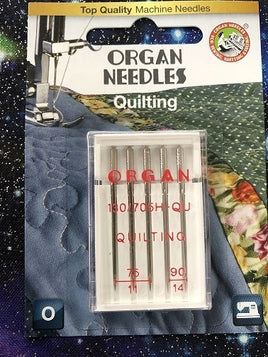 Top Quality Machine Needles
ORGAN
NEEDLES
Quilting
ORGAN
130/705H-QU
QUILTING
75 90
11 14
O